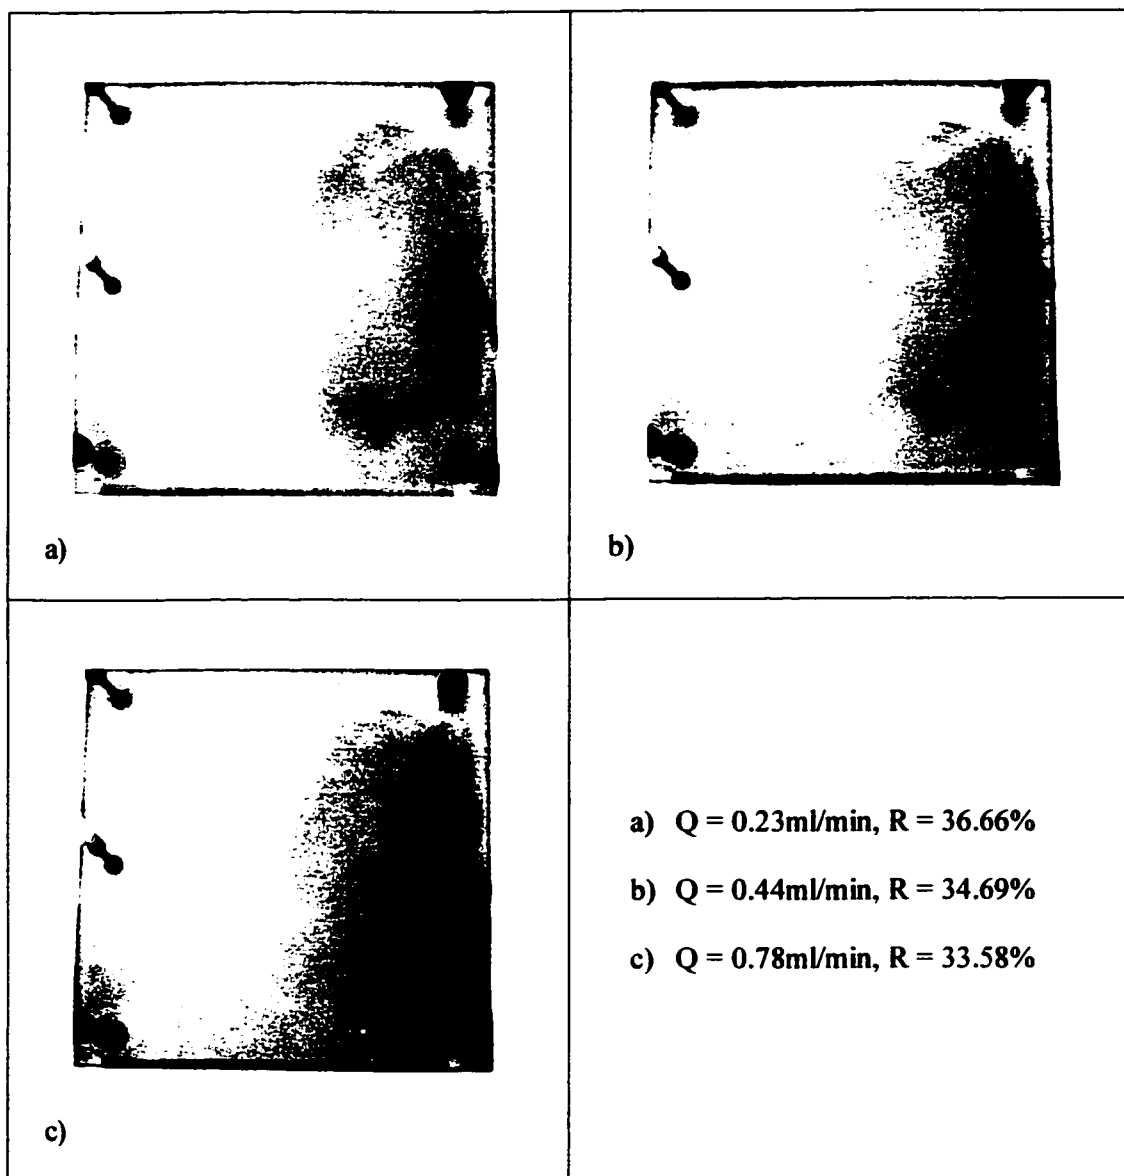 a)
b)
c)
a) Q = 0.23ml/min, R = 36.66%
b) Q = 0.44ml/min, R = 34.69%
c) Q = 0.78ml/min, R = 33.58%